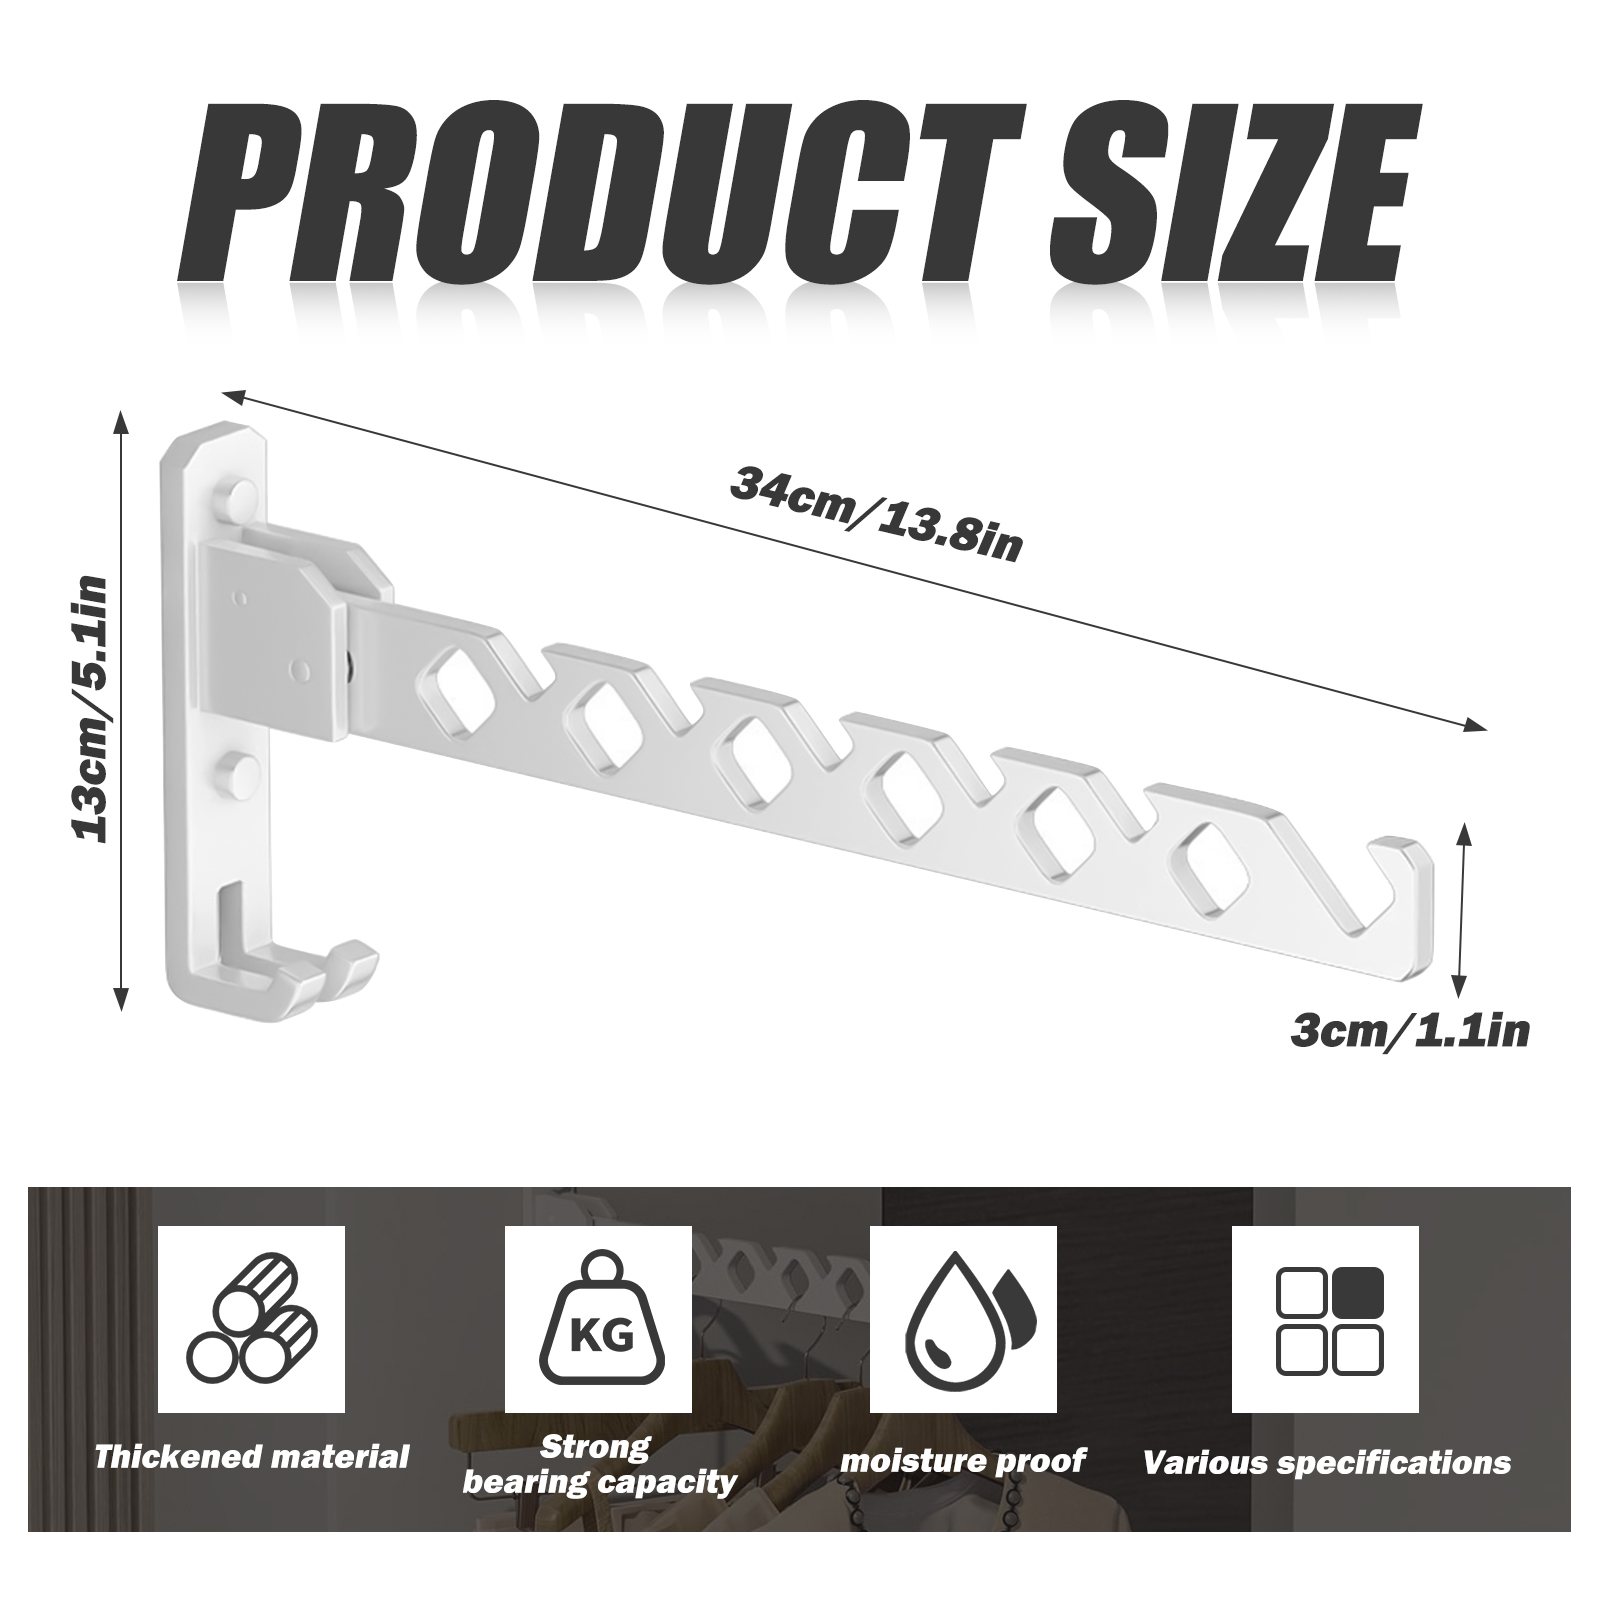 PRODUCT SIZE
34cm/13.8in
13cm/5.1in
3cm/1.1in
KG
Thickened material
Strong
bearing capacity
moisture proof
Various specifications